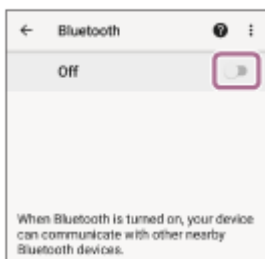 Bluetooth
Off
When Bluetooth is turned on, your device
can communicate with other nearby
Bluetooth devices.